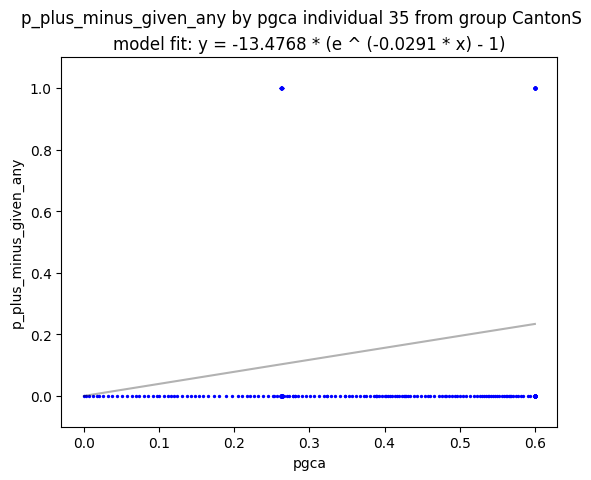 p_plus_minus_given_any by pgca individual 35 from group CantonS
model fit: y = -13.4768 * (e ^ (-0.0291 * x) - 1)
1.0
0.8
0.6
0.4
0.2
0.0
p_plus_minus_given_any
0.0 0.1 0.2 0.3 0.4 0.5 0.6
pgca